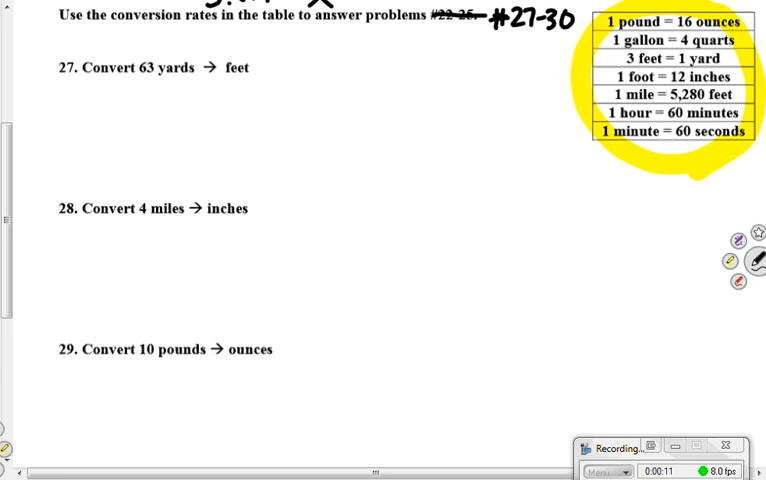 Use the conversion rates in the table to answer problems #22-25. #27-30
1 pound = 16 ounces
1 gallon = 4 quarts
3 feet = 1 yard
1 foot = 12 inches
1 mile = 5,280 feet
1 hour = 60 minutes
1 minute = 60 seconds
27. Convert 63 yards → feet
28. Convert 4 miles → inches
29. Convert 10 pounds → ounces
Recording...
Menu 0:00:11 8.0 fps